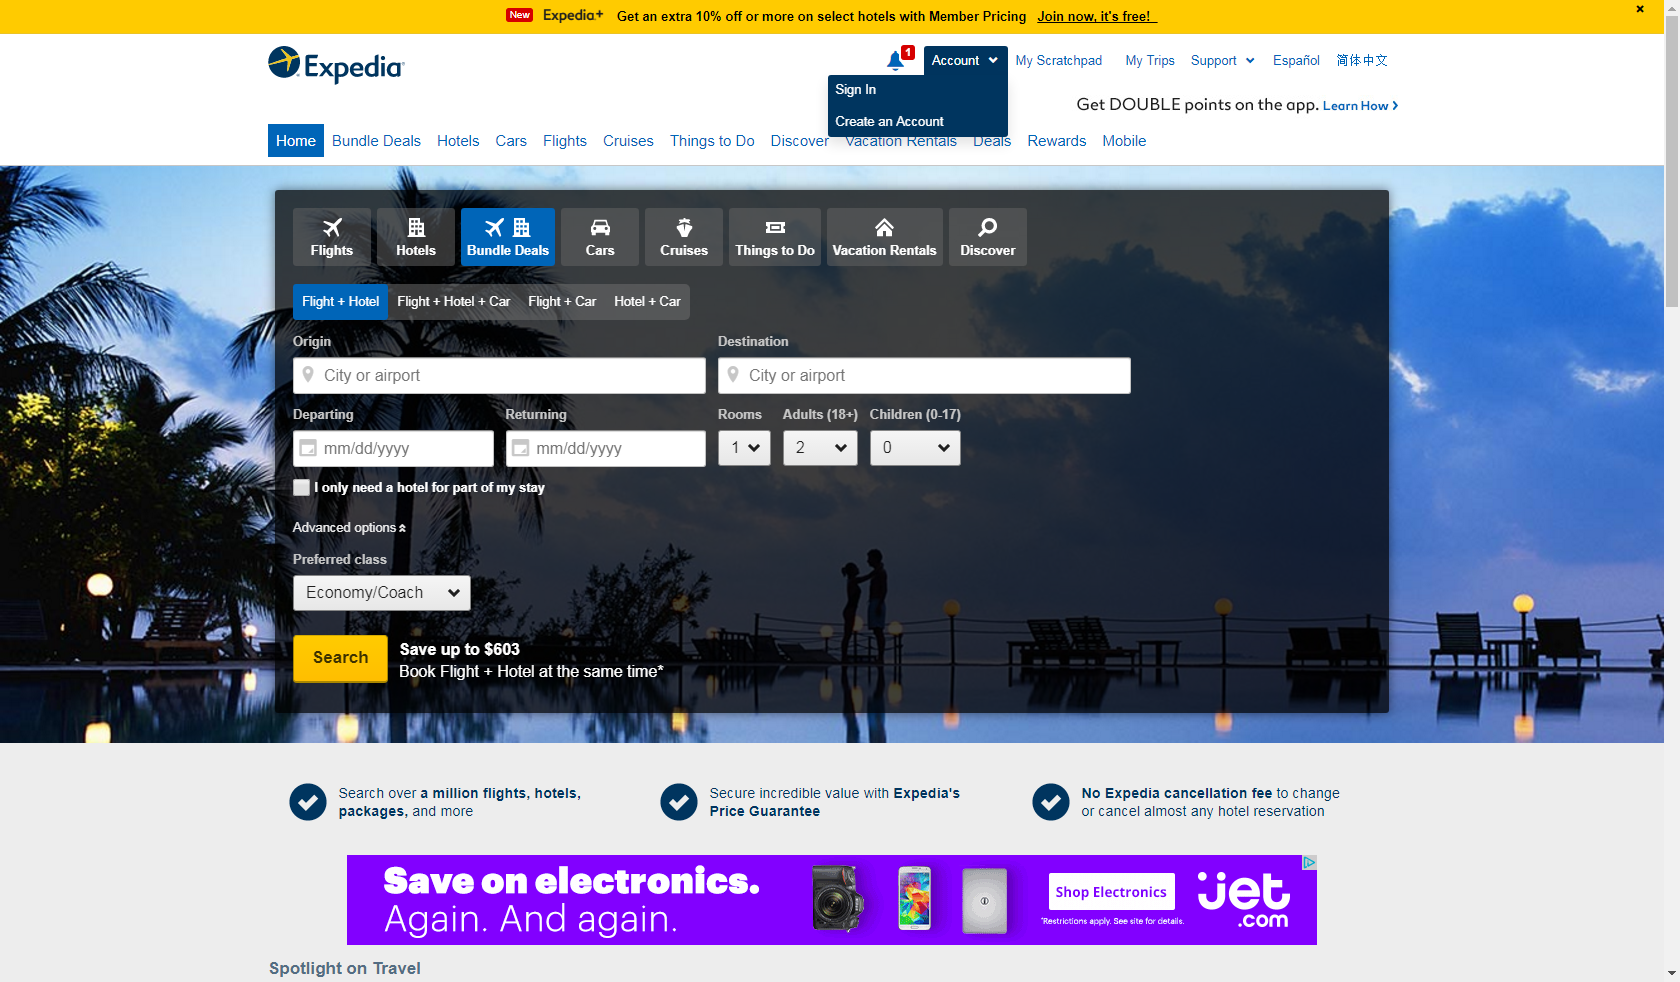 New Expedia+ Get an extra 10% off or more on select hotels with Member Pricing Join now, it's free!
Expedia
1
Account
My Scratchpad
My Trips
Support
Español
简体中文
Sign In
Create an Account
Get DOUBLE points on the app. Learn How
Home
Bundle Deals
Hotels
Cars
Flights
Cruises
Things to Do
Discover
Vacation Rentals
Deals
Rewards
Mobile
Flights
Hotels
Bundle Deals
Cars
Cruises
Things to Do
Vacation Rentals
Discover
Flight + Hotel
Flight + Hotel + Car
Flight + Car
Hotel + Car
Origin
Destination
City or airport
City or airport
Departing
Returning
Rooms
Adults (18+)
Children (0-17)
mm/dd/yyyy
mm/dd/yyyy
1
2
0
I only need a hotel for part of my stay
Advanced options
Preferred class
Economy/Coach
Search
Save up to $603
Book Flight + Hotel at the same time*
Search over a million flights, hotels,
packages, and more
Secure incredible value with Expedia's
Price Guarantee
No Expedia cancellation fee to change
or cancel almost any hotel reservation
Save on electronics.
Again. And again.
Shop Electronics
*Restrictions apply. See site for details.
jet
.com
Spotlight on Travel